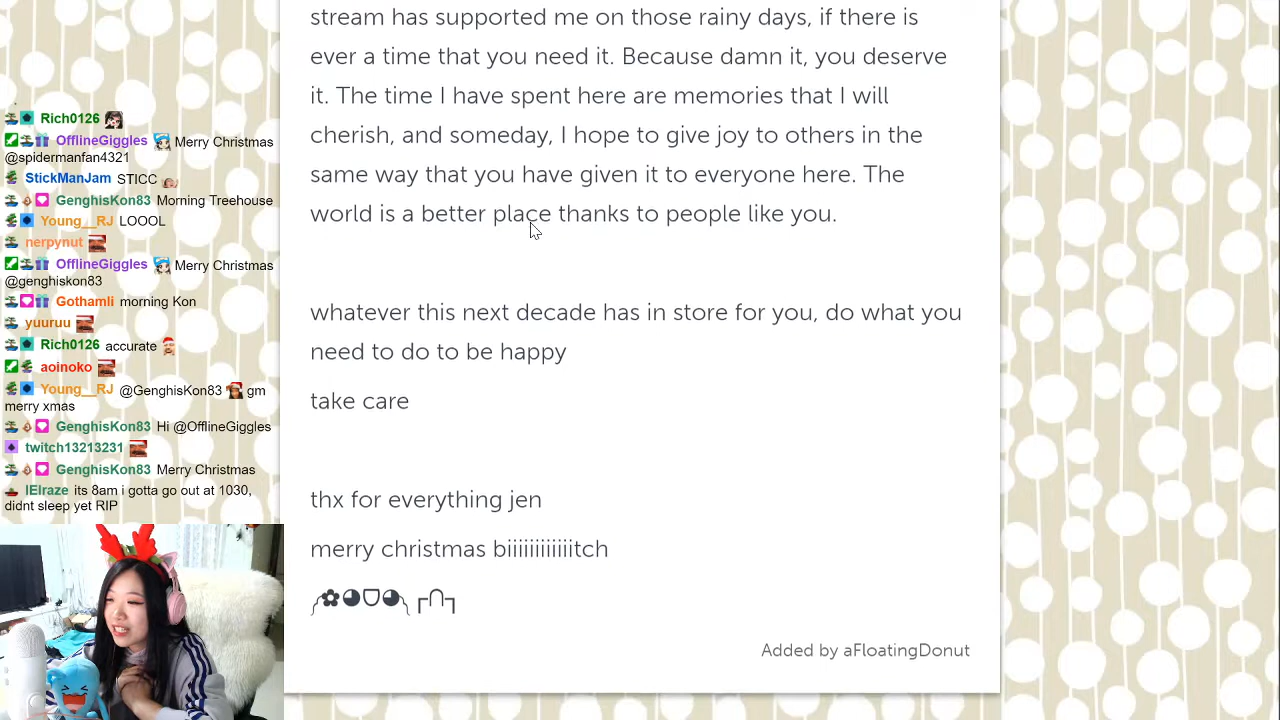 stream has supported me on those rainy days, if there is
ever a time that you need it. Because damn it, you deserve
it. The time I have spent here are memories that I will
cherish, and someday, I hope to give joy to others in the
same way that you have given it to everyone here. The
world is a better place thanks to people like you.
whatever this next decade has in store for you, do what you
need to do to be happy
take care
thx for everything jen
merry christmas biiiiiiiiiiiiitch
╭✿◕ᗜ◕╮┌∩┐
Added by aFloatingDonut
Rich0126
OfflineGiggles Merry Christmas
@spidermanfan4321
StickManJam STICC
GenghisKon83 Morning Treehouse
Young__RJ LOOOL
nerpynut
OfflineGiggles Merry Christmas
@genghiskon83
Gothamli morning Kon
yuuruu
Rich0126 accurate
aoinoko
Young__RJ @GenghisKon83 gm
merry xmas
GenghisKon83 Hi @OfflineGiggles
twitch13213231
GenghisKon83 Merry Christmas
lElraze its 8am i gotta go out at 1030,
didnt sleep yet RIP